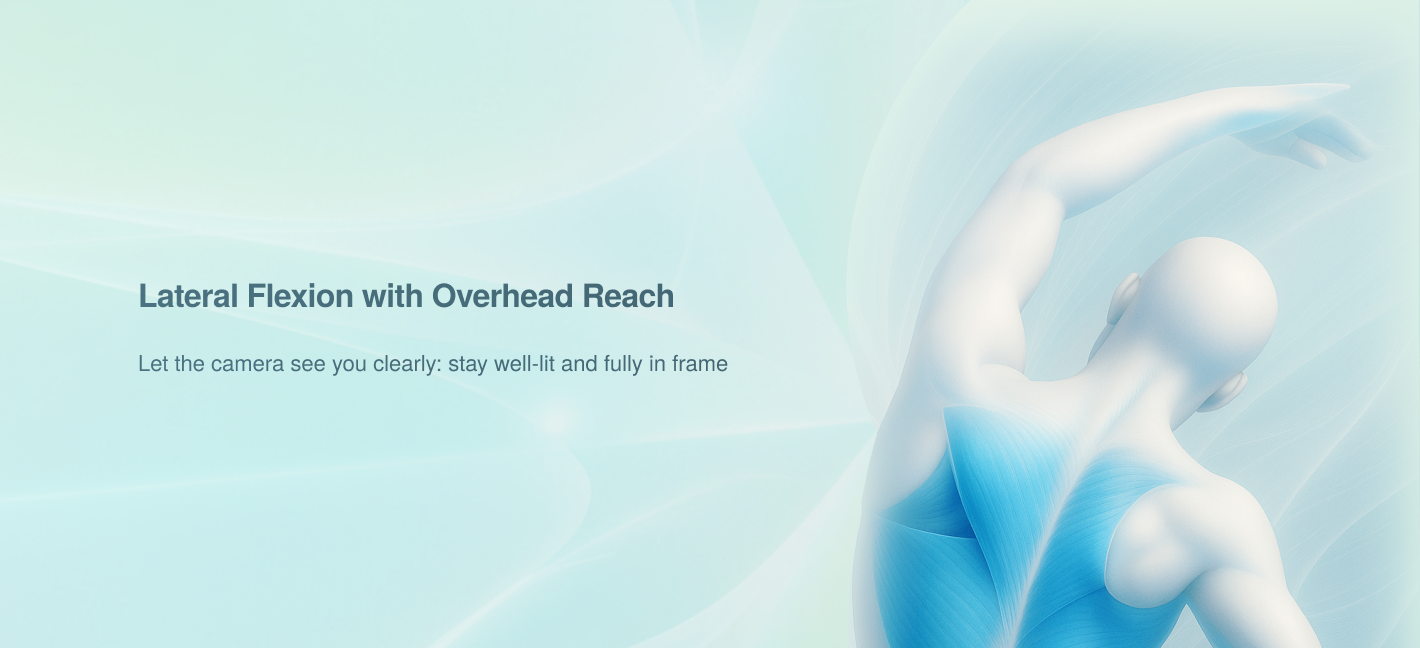 Lateral Flexion with Overhead Reach
Let the camera see you clearly: stay well-lit and fully in frame